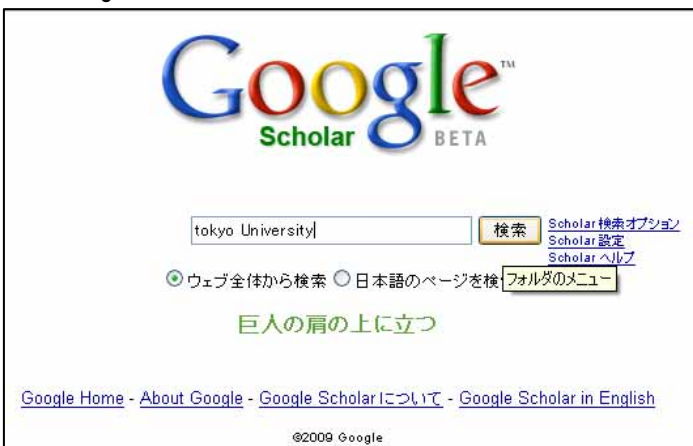 Google™
Scholar BETA
tokyo University 検索 Scholar 検索オプション
Scholar 設定
Scholar ヘルプ
ウェブ全体から検索 日本語のページを検 フォルダのメニュー
巨人の肩の上に立つ
Google Home - About Google - Google Scholar について - Google Scholar in English
©2009 Google